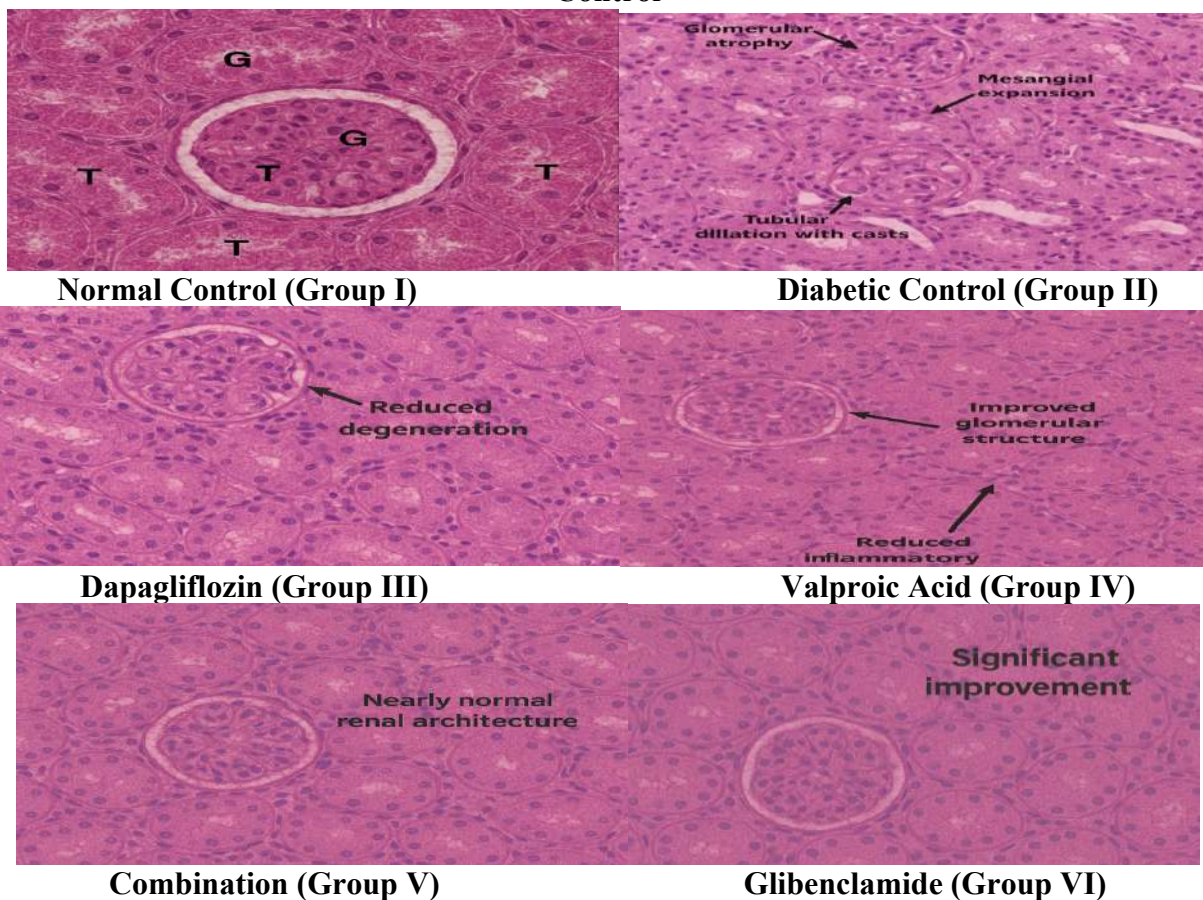 G
G
T
T
T
T
Normal Control (Group I)
Glomerular
atrophy
Mesangial
expansion
Tubular
dilation with casts
Diabetic Control (Group II)
Reduced
degeneration
Dapagliflozin (Group III)
Improved
glomerular
structure
Reduced
inflammatory
Valproic Acid (Group IV)
Nearly normal
renal architecture
Combination (Group V)
Significant
improvement
Glibenclamide (Group VI)